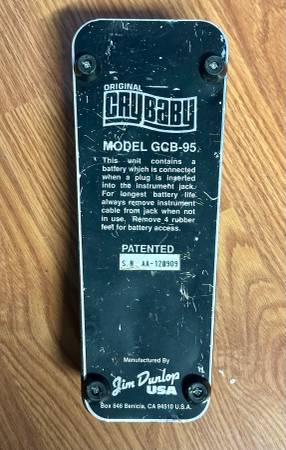 ORIGINAL
CRYBABY
MODEL GCB-95
This unit contains a
battery which is connected
when a plug is inserted
into the instrument jack.
For longest battery life
always remove instrument
cable from jack when not
in use. Remove 4 rubber
feet for battery access.
PATENTED
S.N. AA-120909
Manufactured By
Jim Dunlop
USA
Box 846 Benicia, CA 94510 U.S.A.